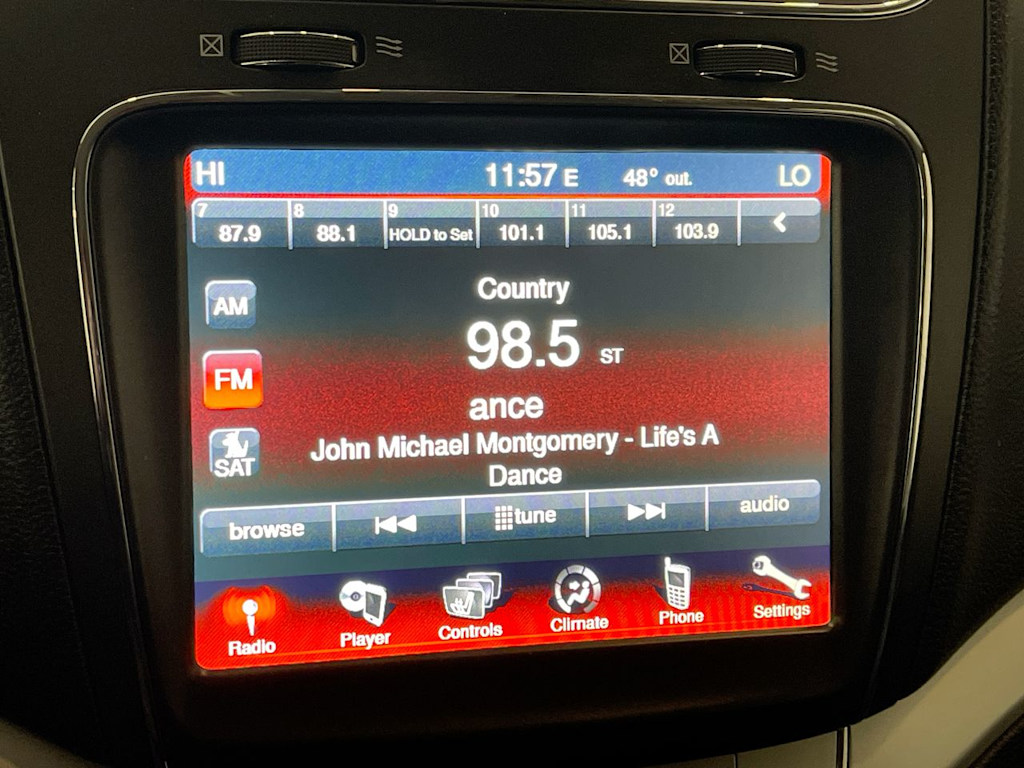 HI 11:57 E 48° out. LO
7 8 9 10 11 12
87.9 88.1 HOLD to Set 101.1 105.1 103.9
Country
AM
98.5 ST
FM
ance
John Michael Montgomery - Life's A
SAT
Dance
browse tune audio
Radio Player Controls Climate Phone Settings